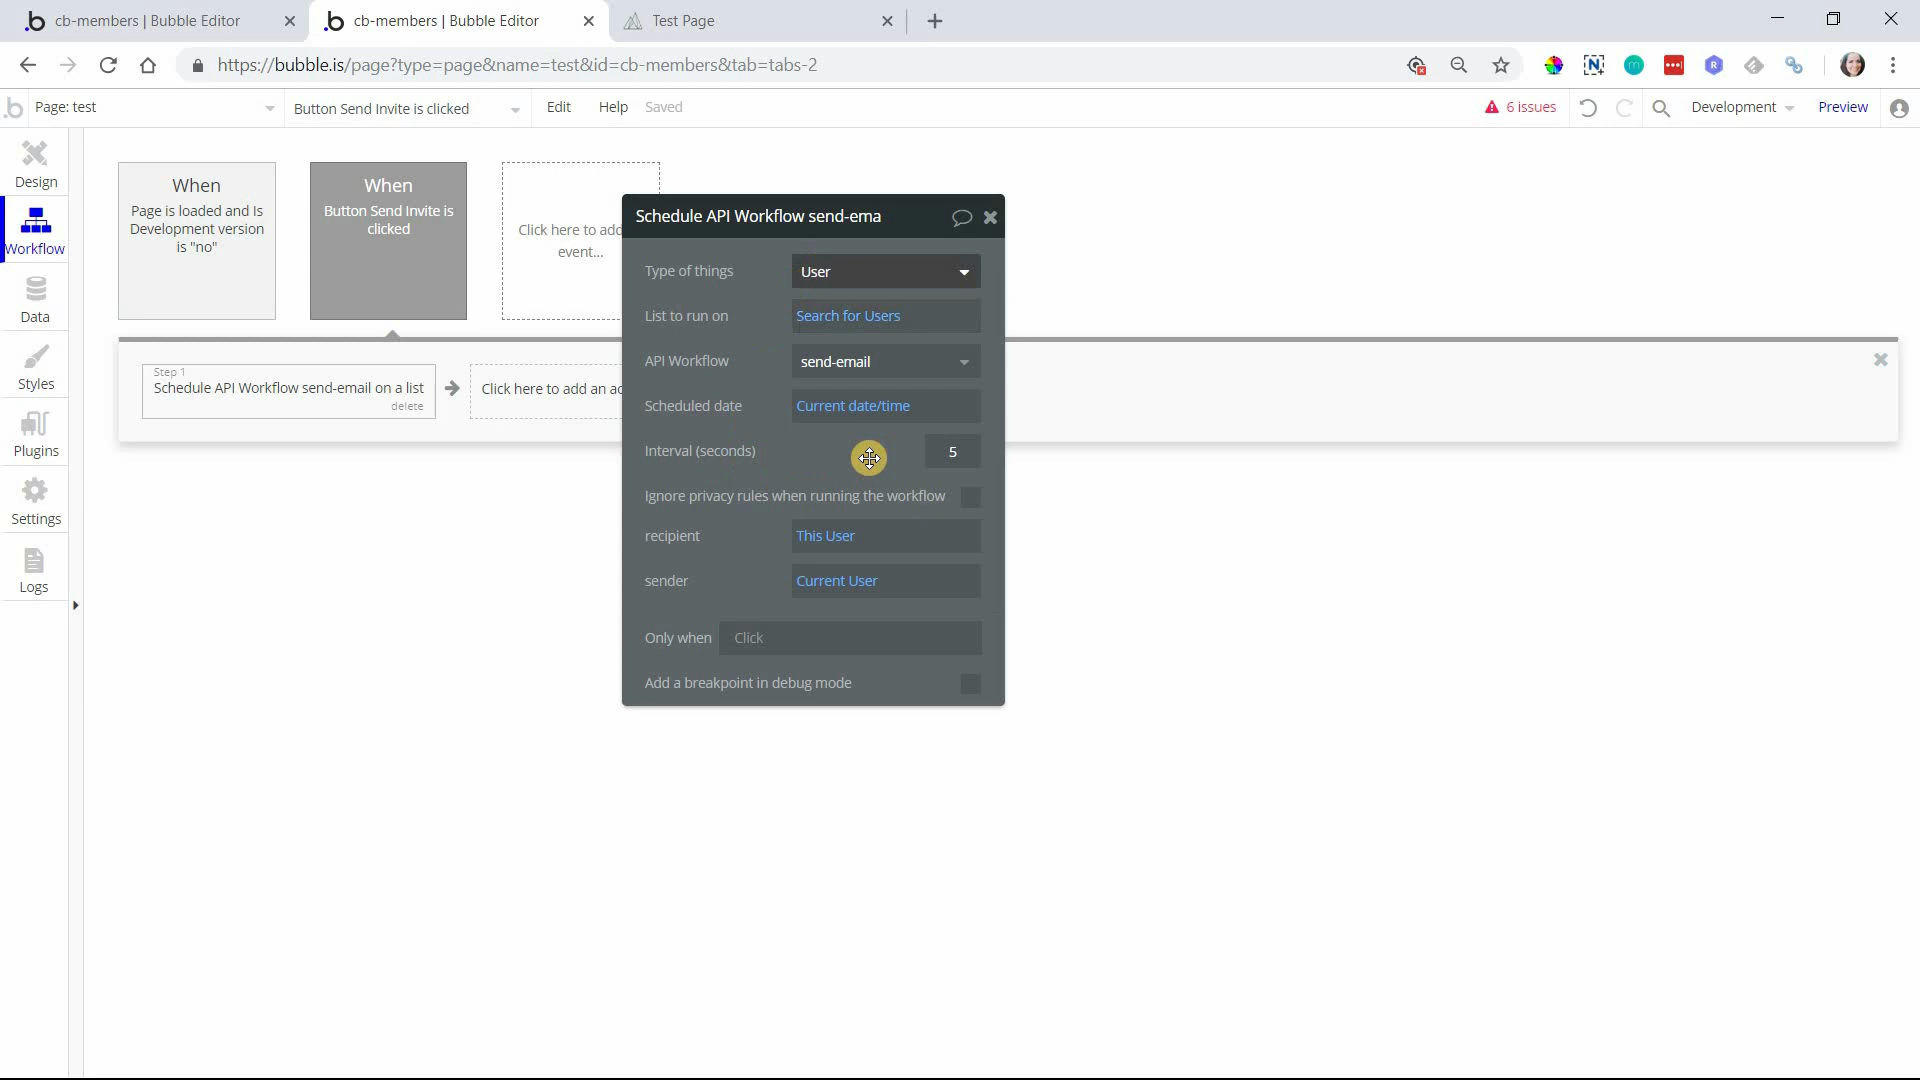 cb-members | Bubble Editor
cb-members | Bubble Editor
Test Page
https://bubble.is/page?type=page&name=test&id=cb-members&tab=tabs-2
Page: test
Button Send Invite is clicked
Edit
Help
Saved
6 issues
Development
Preview
Design
Workflow
Data
Styles
Plugins
Settings
Logs
When
Page is loaded and Is
Development version
is "no"
When
Button Send Invite is
clicked
Click here to add
event...
Step 1
Schedule API Workflow send-email on a list
delete
Click here to add an ac
Schedule API Workflow send-ema
Type of things
User
List to run on
Search for Users
API Workflow
send-email
Scheduled date
Current date/time
Interval (seconds)
5
Ignore privacy rules when running the workflow
recipient
This User
sender
Current User
Only when
Click
Add a breakpoint in debug mode